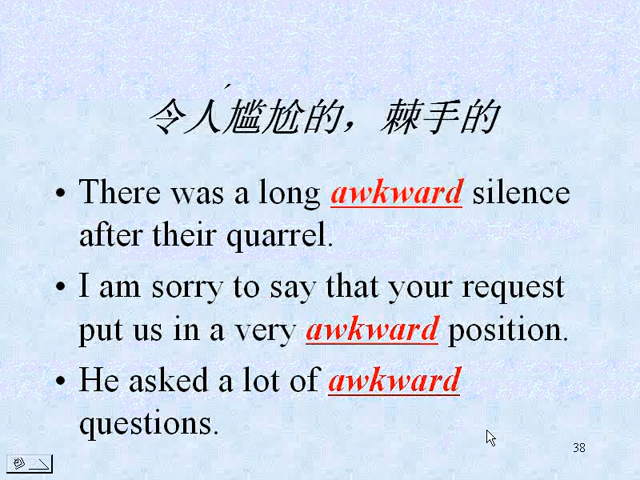 令人尴尬的，棘手的
• There was a long awkward silence
after their quarrel.
• I am sorry to say that your request
put us in a very awkward position.
• He asked a lot of awkward
questions.
38